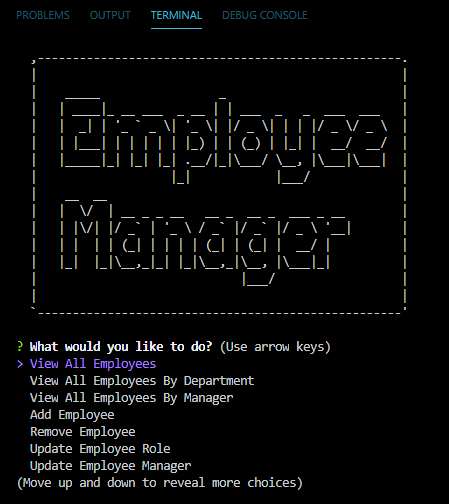 PROBLEMS OUTPUT TERMINAL DEBUG CONSOLE
Employee
Manager
? What would you like to do? (Use arrow keys)
> View All Employees
View All Employees By Department
View All Employees By Manager
Add Employee
Remove Employee
Update Employee Role
Update Employee Manager
(Move up and down to reveal more choices)